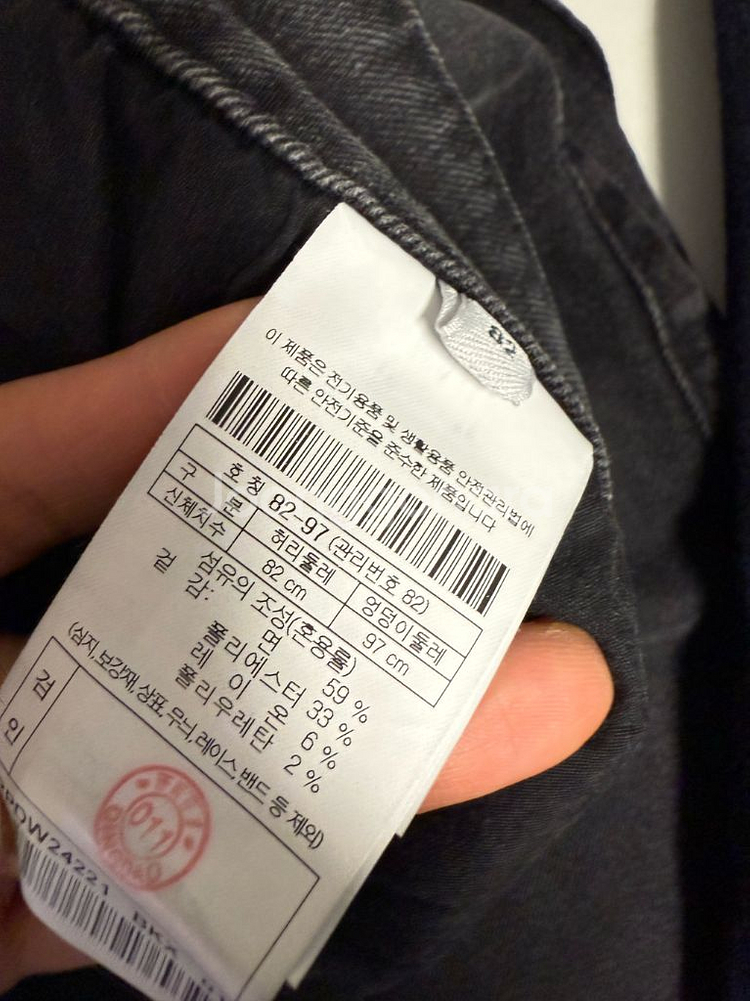 82
이 제품은 전기용품 및 생활용품 안전관리법에
따른 안전기준을 준수한 제품입니다
호 칭 82-97 (관리번호 82)
구 분 허리둘레 엉덩이둘레
신체치수 82 cm 97 cm
섬유의 조성(혼용률)
겉 감:
면 59 %
폴리에스터 33 %
레 이 온 6 %
폴리우레탄 2 %
(심지, 보강재, 상표, 무늬, 레이스, 밴드 등 제외)
검 인
011
PDW24221 BKX